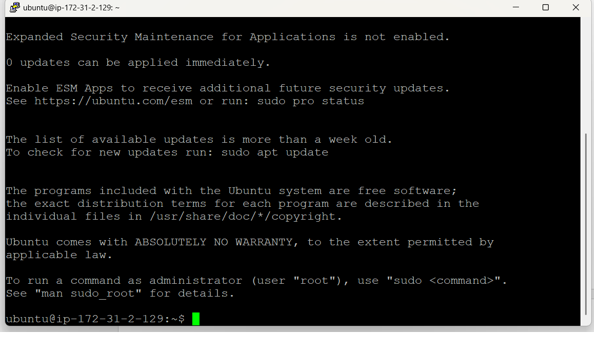 ubuntu@ip-172-31-2-129: ~
Expanded Security Maintenance for Applications is not enabled.
0 updates can be applied immediately.
Enable ESM Apps to receive additional future security updates.
See https://ubuntu.com/esm or run: sudo pro status
The list of available updates is more than a week old.
To check for new updates run: sudo apt update
The programs included with the Ubuntu system are free software;
the exact distribution terms for each program are described in the
individual files in /usr/share/doc/*/copyright.
Ubuntu comes with ABSOLUTELY NO WARRANTY, to the extent permitted by
applicable law.
To run a command as administrator (user "root"), use "sudo <command>".
See "man sudo_root" for details.
ubuntu@ip-172-31-2-129:~$